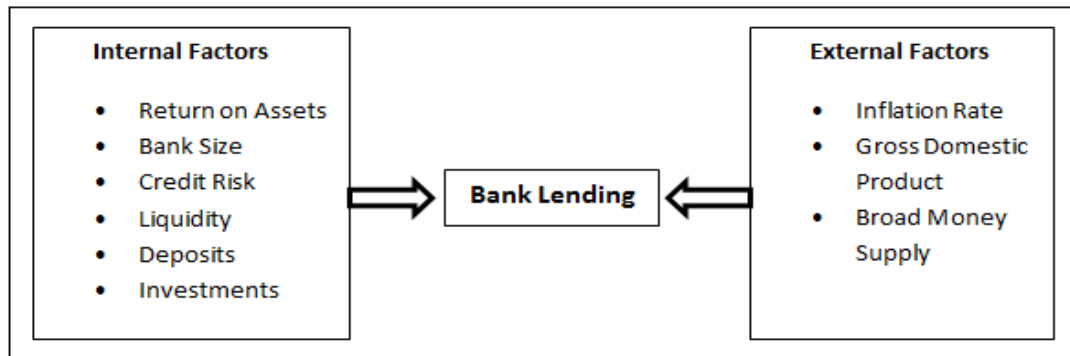 Internal Factors
• Return on Assets
• Bank Size
• Credit Risk
• Liquidity
• Deposits
• Investments
Bank Lending
External Factors
• Inflation Rate
• Gross Domestic
Product
• Broad Money
Supply